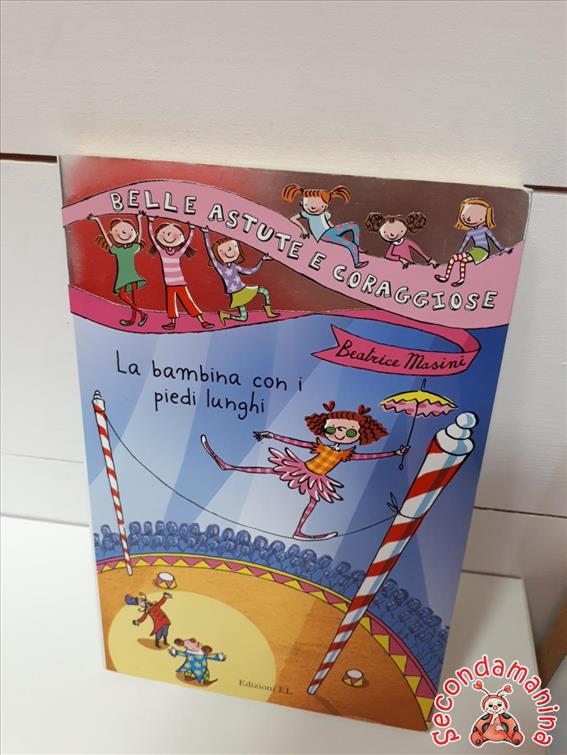 BELLE ASTUTE E CORAGGIOSE
Beatrice Masini
La bambina con i
piedi lunghi
Edizioni EL
Secondamanina